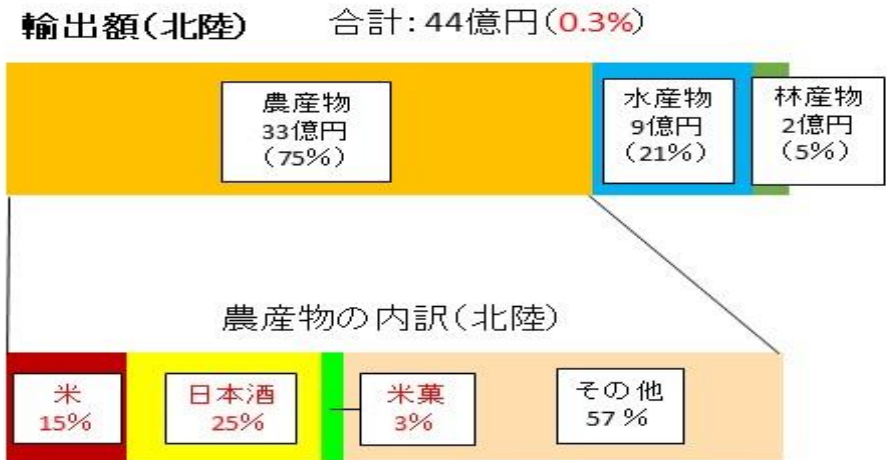 輸出額(北陸) 合計:44億円(0.3%)
農産物
33億円
(75%)
水産物
9億円
(21%)
林産物
2億円
(5%)
農産物の内訳(北陸)
米
15%
日本酒
25%
米菓
3%
その他
57%